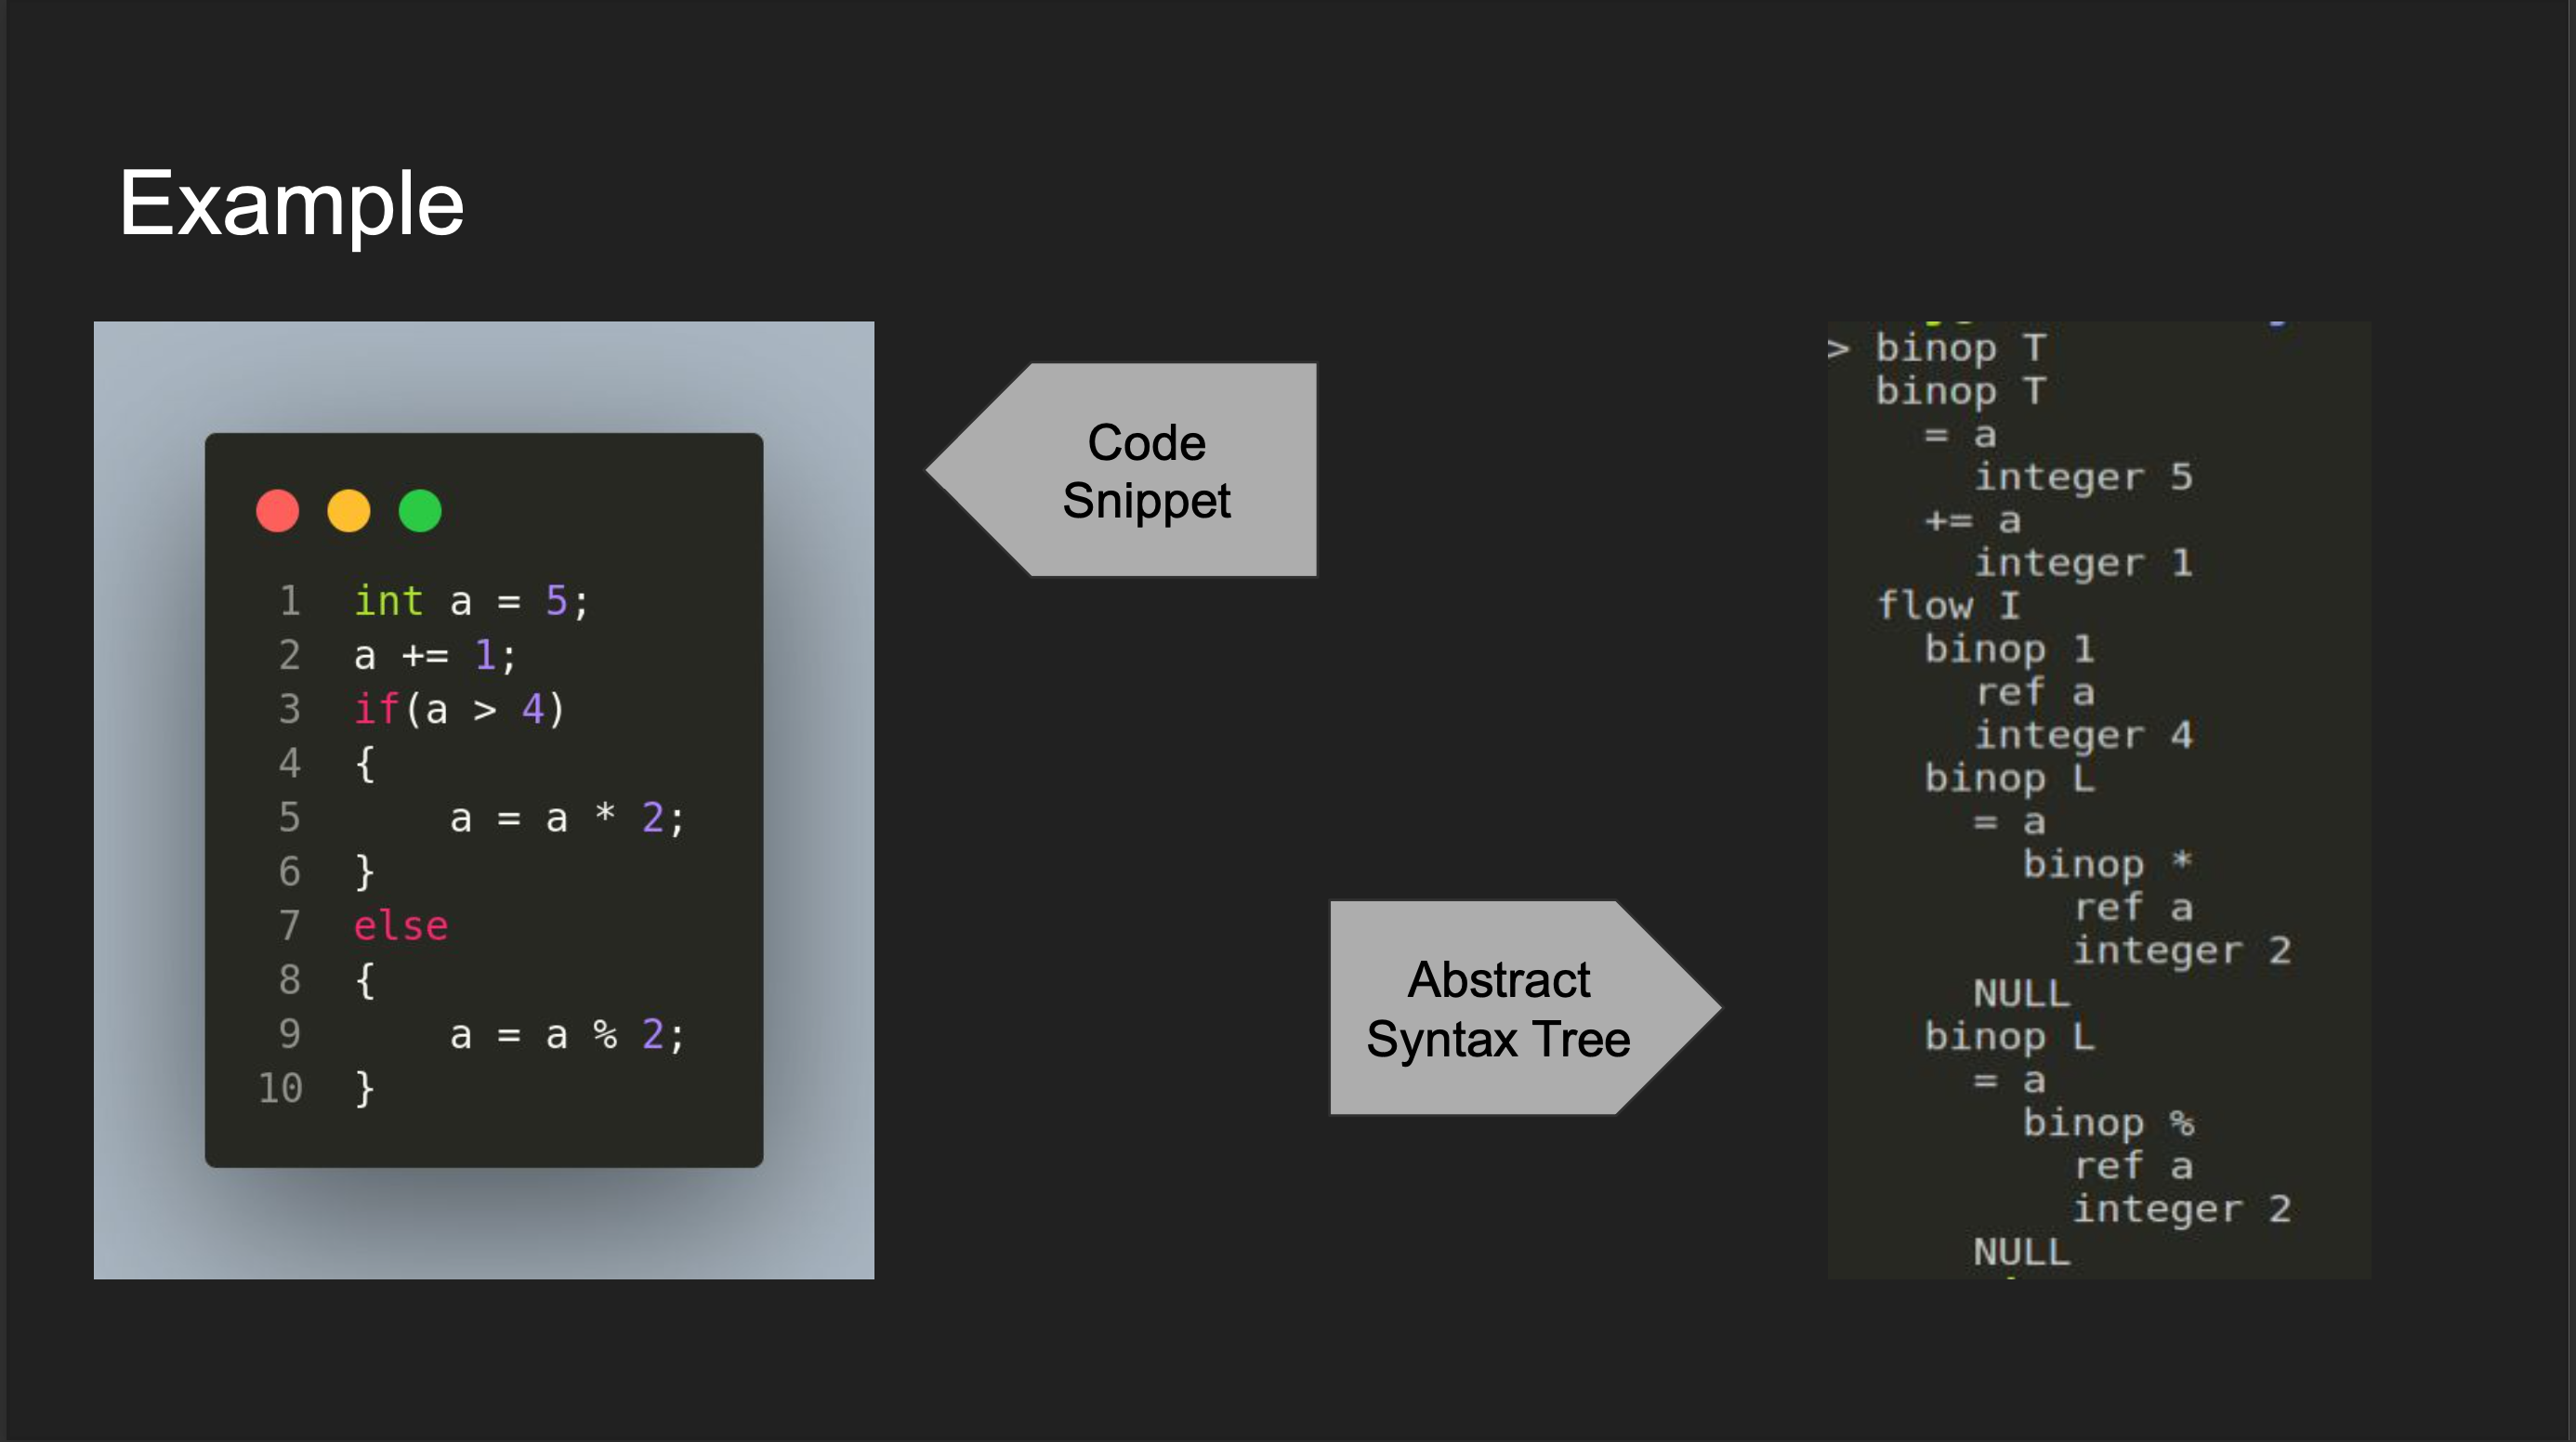 Example
1 int a = 5;
2 a += 1;
3 if(a > 4)
4 {
5     a = a * 2;
6 }
7 else
8 {
9     a = a % 2;
10 }
Code
Snippet
Abstract
Syntax Tree
> binop T
  binop T
    = a
      integer 5
    += a
      integer 1
  flow I
    binop 1
      ref a
      integer 4
    binop L
      = a
        binop *
          ref a
          integer 2
      NULL
    binop L
      = a
        binop %
          ref a
          integer 2
      NULL